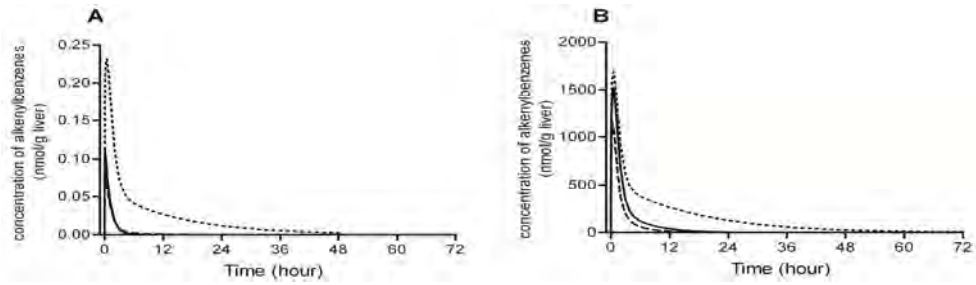 A
concentration of alkenylbenzenes
(nmol/g liver)
0.25
0.20
0.15
0.10
0.05
0.00
0 12 24 36 48 60 72
Time (hour)
B
concentration of alkenylbenzenes
(nmol/g liver)
2000
1500
1000
500
0
0 12 24 36 48 60 72
Time (hour)